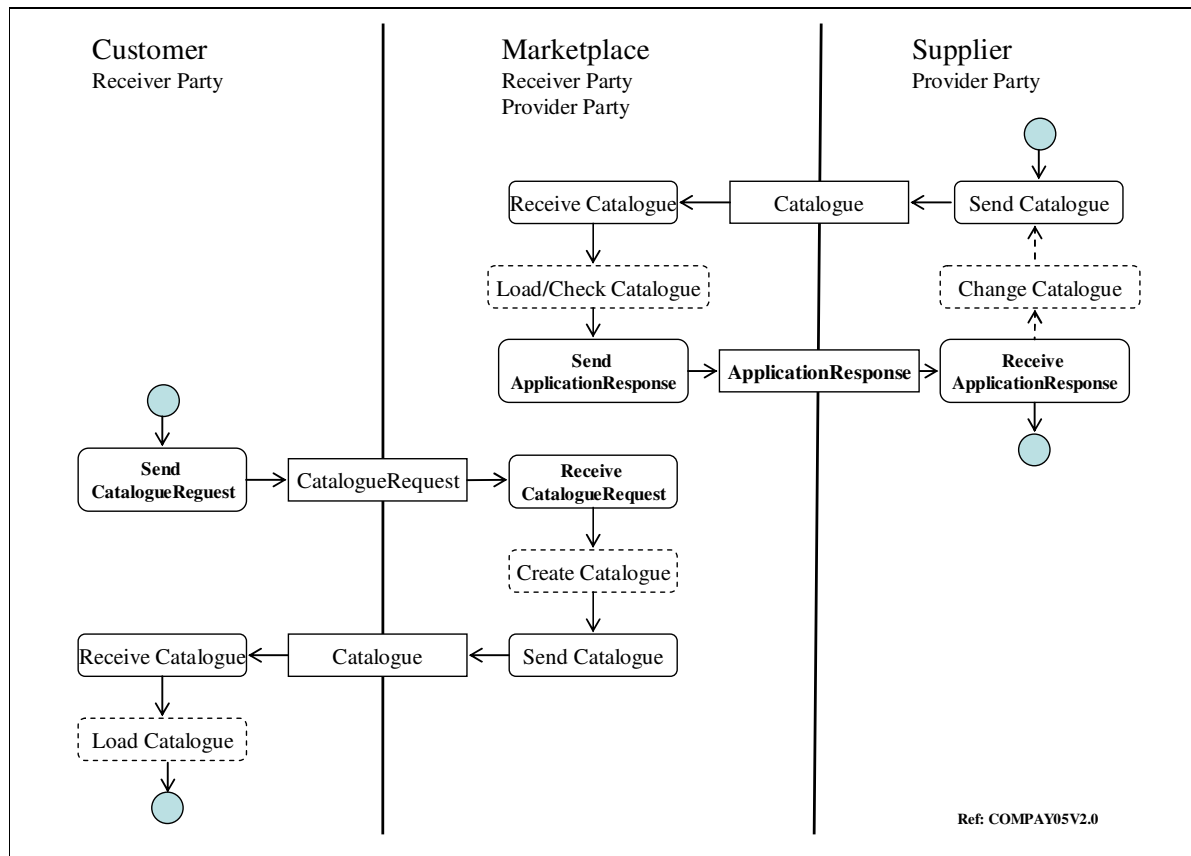 Customer
Receiver Party
Marketplace
Receiver Party
Provider Party
Supplier
Provider Party
Receive Catalogue
Catalogue
Send Catalogue
Load/Check Catalogue
Change Catalogue
Send
ApplicationResponse
ApplicationResponse
Receive
ApplicationResponse
Send
CatalogueReguest
CatalogueRequest
Receive
CatalogueRequest
Create Catalogue
Receive Catalogue
Catalogue
Send Catalogue
Load Catalogue
Ref: COMPAY05V2.0